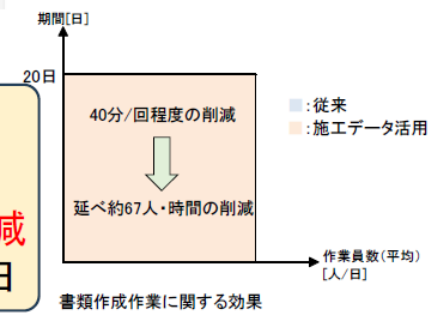 期間[日]
20日
40分/回程度の削減
延べ約67人・時間の削減
:従来
:施工データ活用
減
日
作業員数(平均)
[人/日]
書類作成作業に関する効果